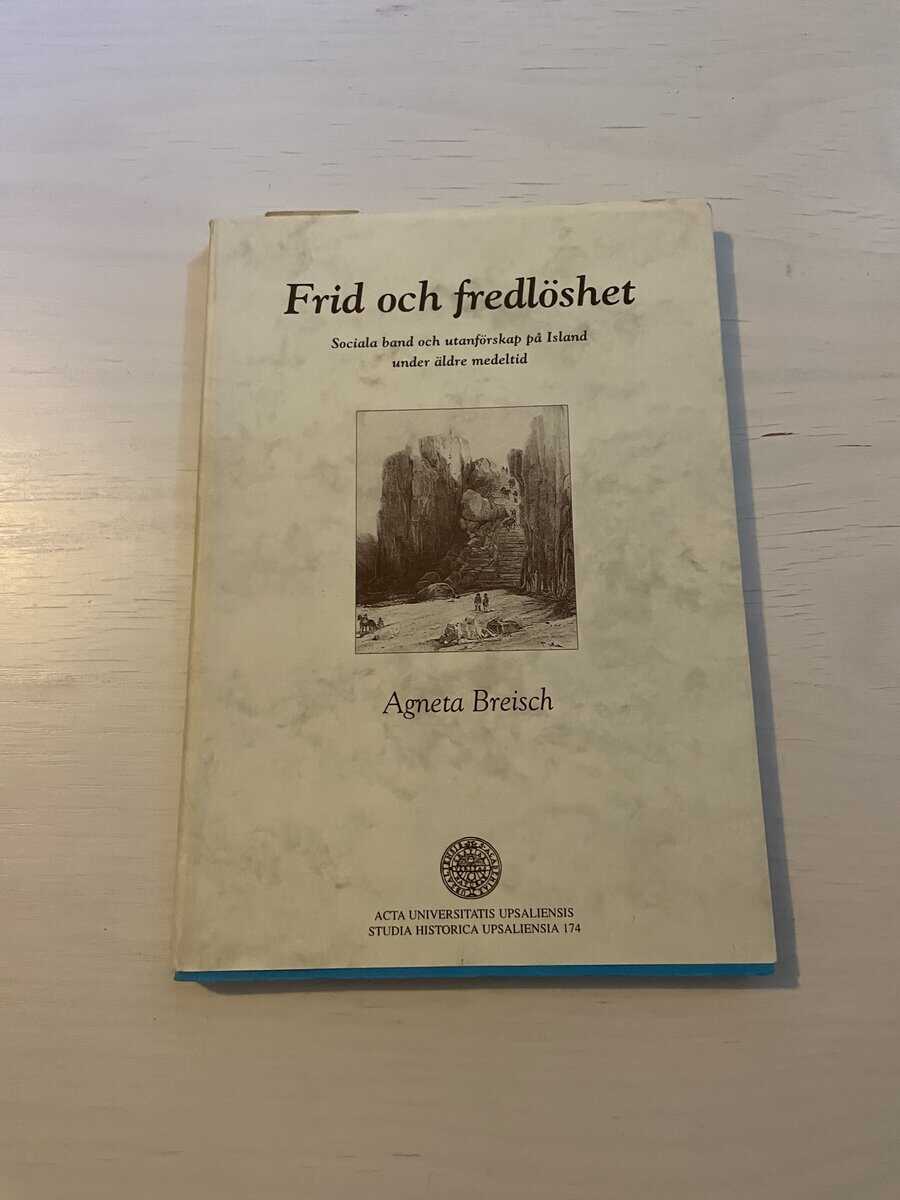 Frid och fredlöshet
Sociala band och utanförskap på Island
under äldre medeltid
Agneta Breisch
ACTA UNIVERSITATIS UPSALIENSIS
STUDIA HISTORICA UPSALIENSIA 174